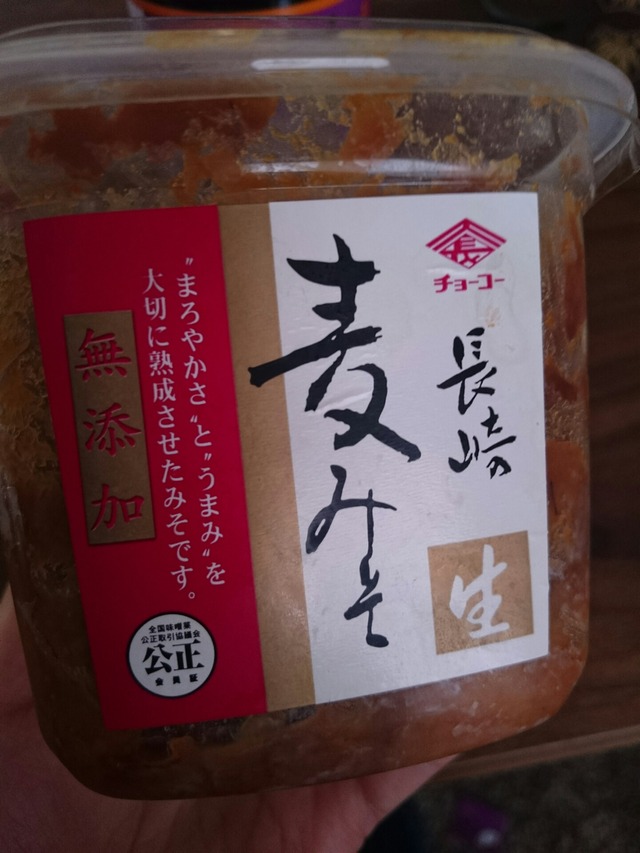 チョーコー
長崎の
麦みそ
生
"まろやかさ"と"うまみ"を
大切に熟成させたみそです。
無添加
全国味噌業
公正取引協議会
公正
会員証